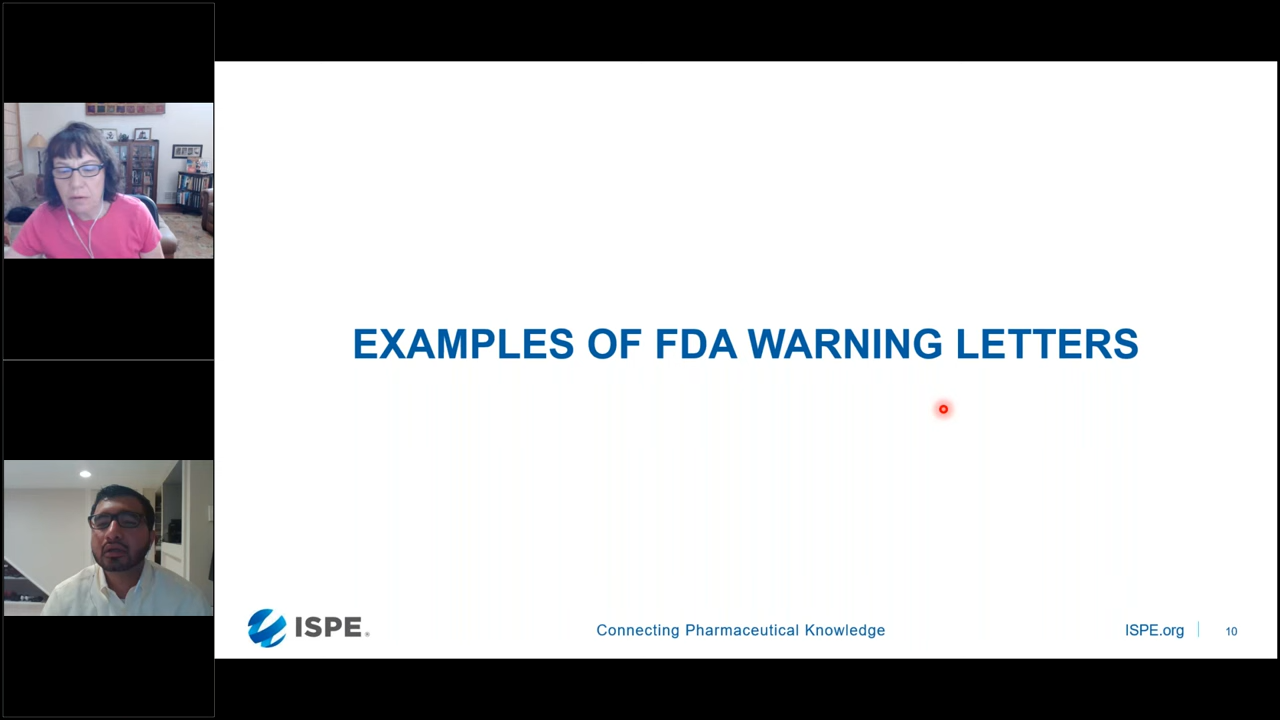 EXAMPLES OF FDA WARNING LETTERS
ISPE®
Connecting Pharmaceutical Knowledge
ISPE.org
10